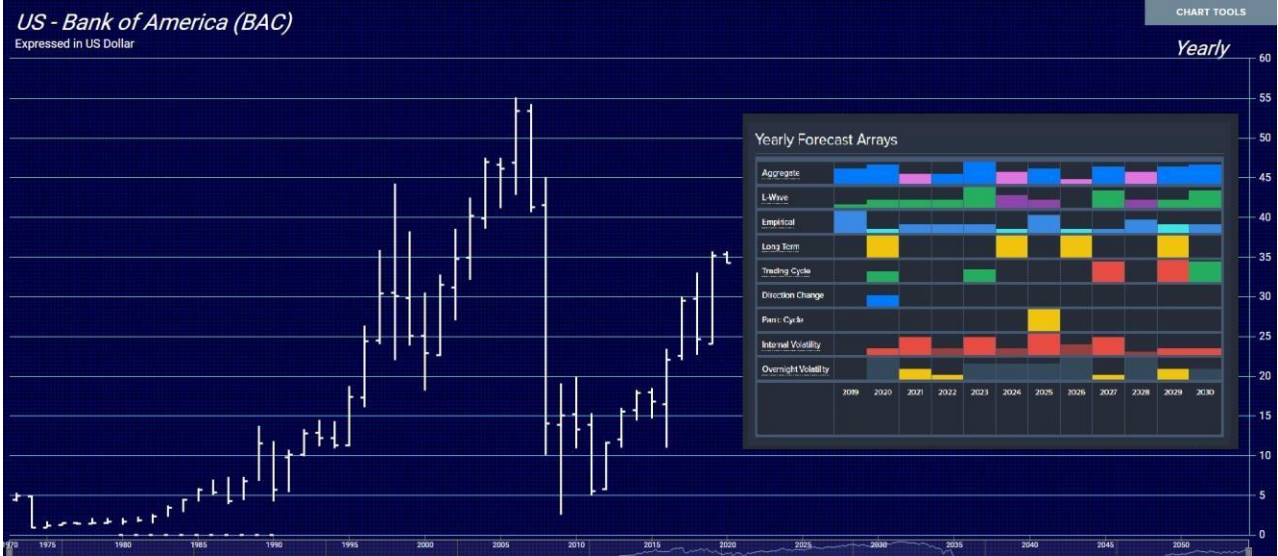 US - Bank of America (BAC)
Expressed in US Dollar
CHART TOOLS
Yearly
60
55
50
45
40
35
30
25
20
15
10
5
0
Yearly Forecast Arrays
Aggregate
L-Wave
Empirical
Long Term
Trading Cycle
Direction Change
Panic Cycle
Internal Volatility
Overnight Volatility
2019 2020 2021 2022 2023 2024 2025 2026 2027 2028 2029 2030
1970 1975 1980 1985 1990 1995 2000 2005 2010 2015 2020 2025 2030 2035 2040 2045 2050